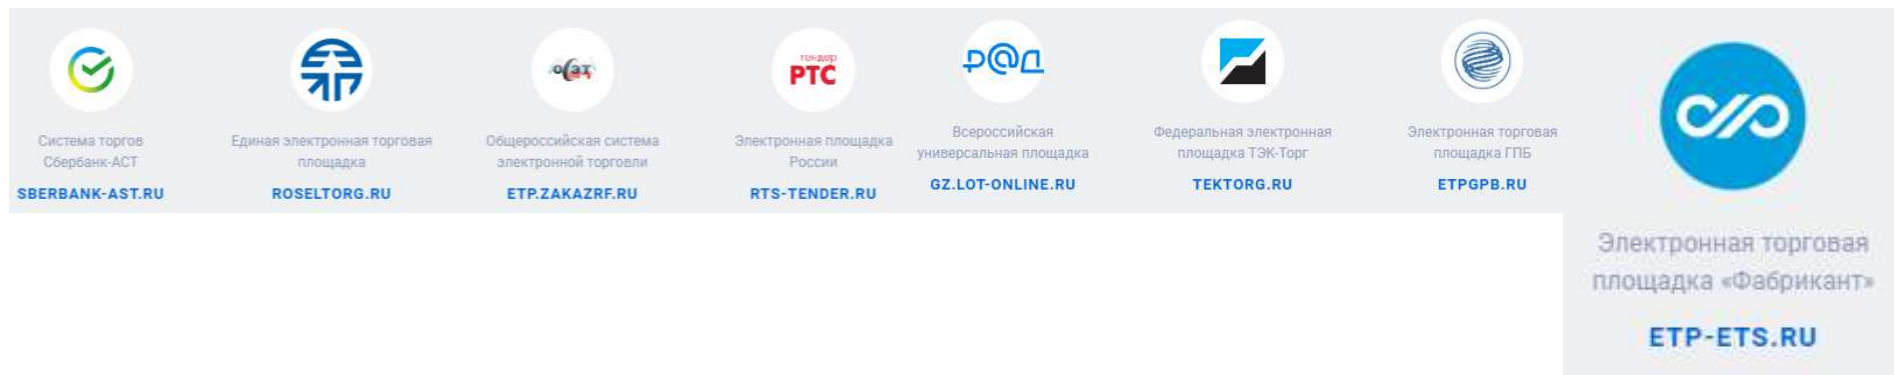 Система торгов
Сбербанк-АСТ
SBERBANK-AST.RU
Единая электронная торговая
площадка
ROSELTORG.RU
Общероссийская система
электронной торговли
ETP.ZAKAZRF.RU
тендер
РТС
Электронная площадка
России
RTS-TENDER.RU
р@д
Всероссийская
универсальная площадка
GZ.LOT-ONLINE.RU
Федеральная электронная
площадка ТЭК-Торг
TEKTORG.RU
Электронная торговая
площадка ГПБ
ETPGPB.RU
Электронная торговая
площадка «Фабрикант»
ETP-ETS.RU